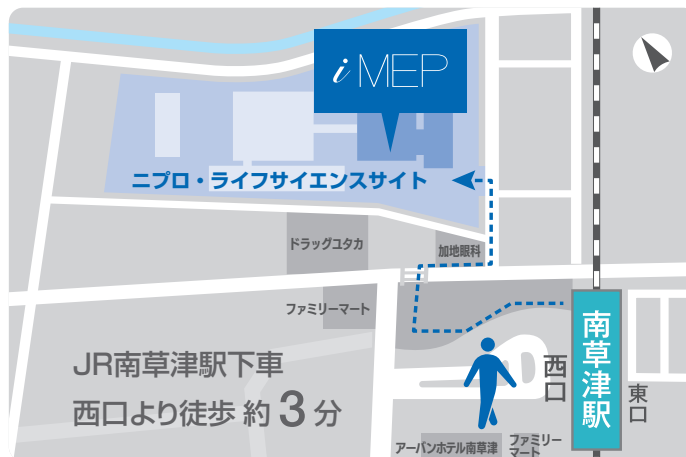 i MEP
ニプロ・ライフサイエンスサイト
ドラッグユタカ
加地眼科
ファミリーマート
JR南草津駅下車
西口より徒歩 約 3 分
南草津駅
西口
東口
アーバンホテル南草津
ファミリー
マート